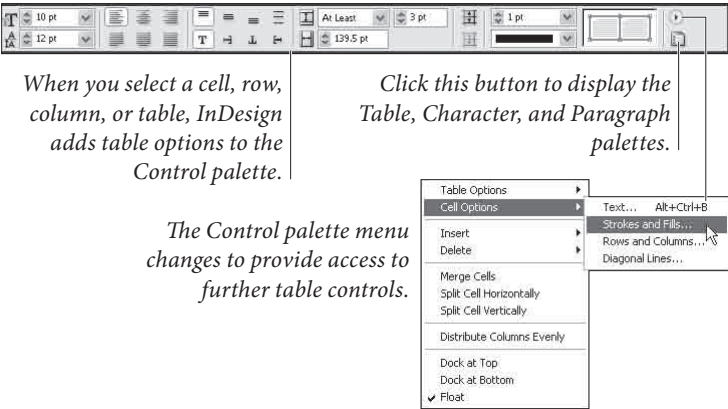 10 pt
At Least
3 pt
1 pt
12 pt
T
139.5 pt
When you select a cell, row,
column, or table, InDesign
adds table options to the
Control palette.
Click this button to display the
Table, Character, and Paragraph
palettes.
The Control palette menu
changes to provide access to
further table controls.
Table Options
Cell Options
Insert
Delete
Merge Cells
Split Cell Horizontally
Split Cell Vertically
Distribute Columns Evenly
Dock at Top
Dock at Bottom
Float
Text... Alt+Ctrl+B
Strokes and Fills...
Rows and Columns...
Diagonal Lines...